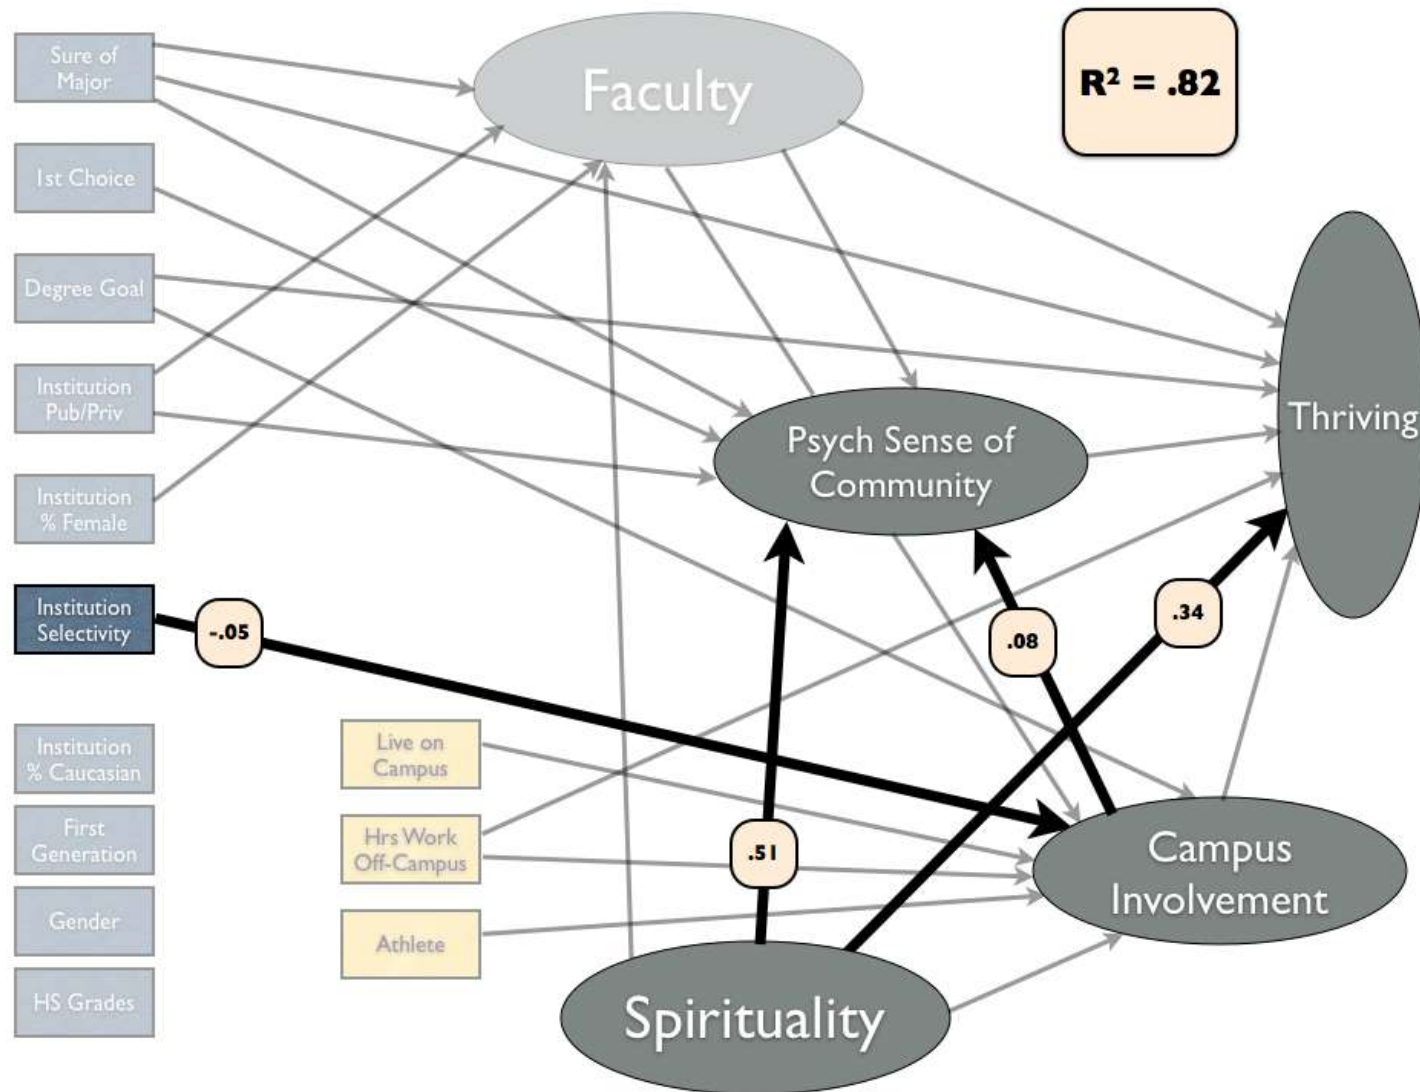 Sure of
Major
Faculty
R² = .82
1st Choice
Degree Goal
Institution
Pub/Priv
Thriving
Psych Sense of
Community
Institution
% Female
Institution
Selectivity
-.05
.08
.34
Institution
% Caucasian
Live on
Campus
First
Generation
Hrs Work
Off-Campus
.51
Campus
Involvement
Gender
Athlete
HS Grades
Spirituality